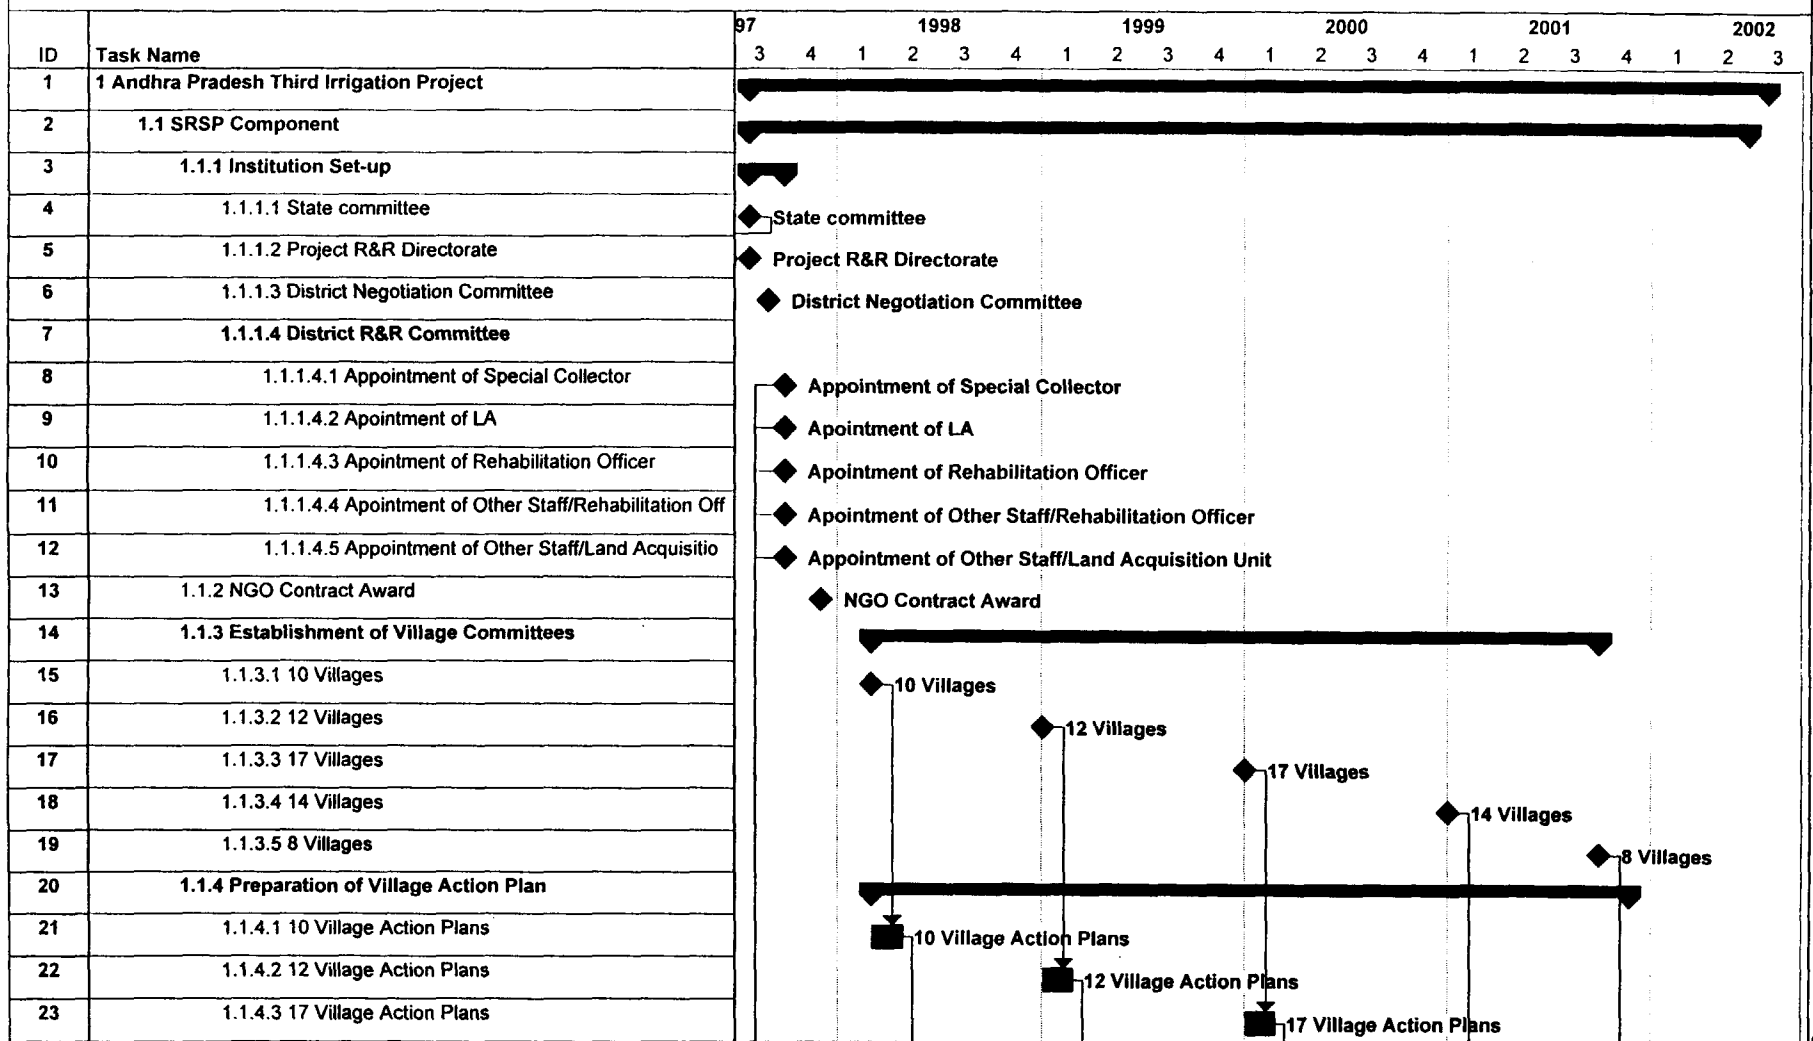 97 1998 1999 2000 2001 2002
ID Task Name 3 4 1 2 3 4 1 2 3 4 1 2 3 4 1 2 3 4 1 2 3
1 1 Andhra Pradesh Third Irrigation Project
2 1.1 SRSP Component
3 1.1.1 Institution Set-up
4 1.1.1.1 State committee State committee
5 1.1.1.2 Project R&R Directorate Project R&R Directorate
6 1.1.1.3 District Negotiation Committee District Negotiation Committee
7 1.1.1.4 District R&R Committee
8 1.1.1.4.1 Appointment of Special Collector Appointment of Special Collector
9 1.1.1.4.2 Apointment of LA Apointment of LA
10 1.1.1.4.3 Apointment of Rehabilitation Officer Apointment of Rehabilitation Officer
11 1.1.1.4.4 Apointment of Other Staff/Rehabilitation Off Apointment of Other Staff/Rehabilitation Officer
12 1.1.1.4.5 Appointment of Other Staff/Land Acquisitio Appointment of Other Staff/Land Acquisition Unit
13 1.1.2 NGO Contract Award NGO Contract Award
14 1.1.3 Establishment of Village Committees
15 1.1.3.1 10 Villages 10 Villages
16 1.1.3.2 12 Villages 12 Villages
17 1.1.3.3 17 Villages 17 Villages
18 1.1.3.4 14 Villages 14 Villages
19 1.1.3.5 8 Villages 8 Villages
20 1.1.4 Preparation of Village Action Plan
21 1.1.4.1 10 Village Action Plans 10 Village Action Plans
22 1.1.4.2 12 Village Action Plans 12 Village Action Plans
23 1.1.4.3 17 Village Action Plans 17 Village Action Plans